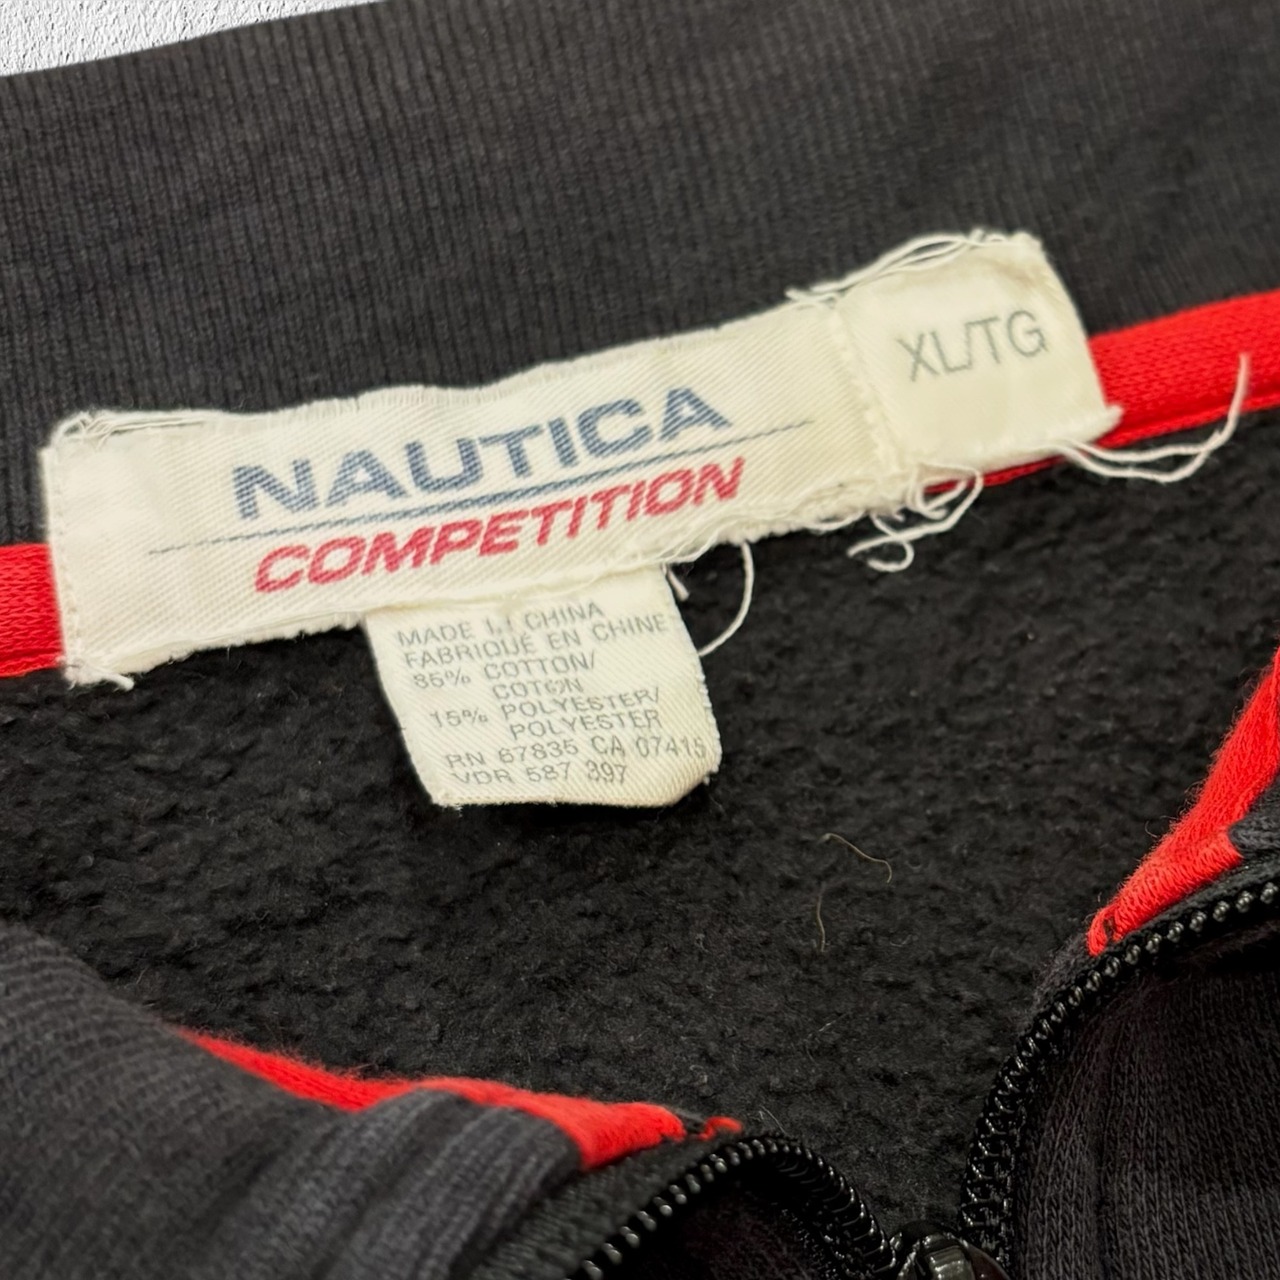 NAUTICA
COMPETITION
XL/TG
MADE IN CHINA
FABRIQUÉ EN CHINE
85% COTTON/
COTON
15% POLYESTER/
POLYESTER
RN 67835 CA 07415
VDR 587 397